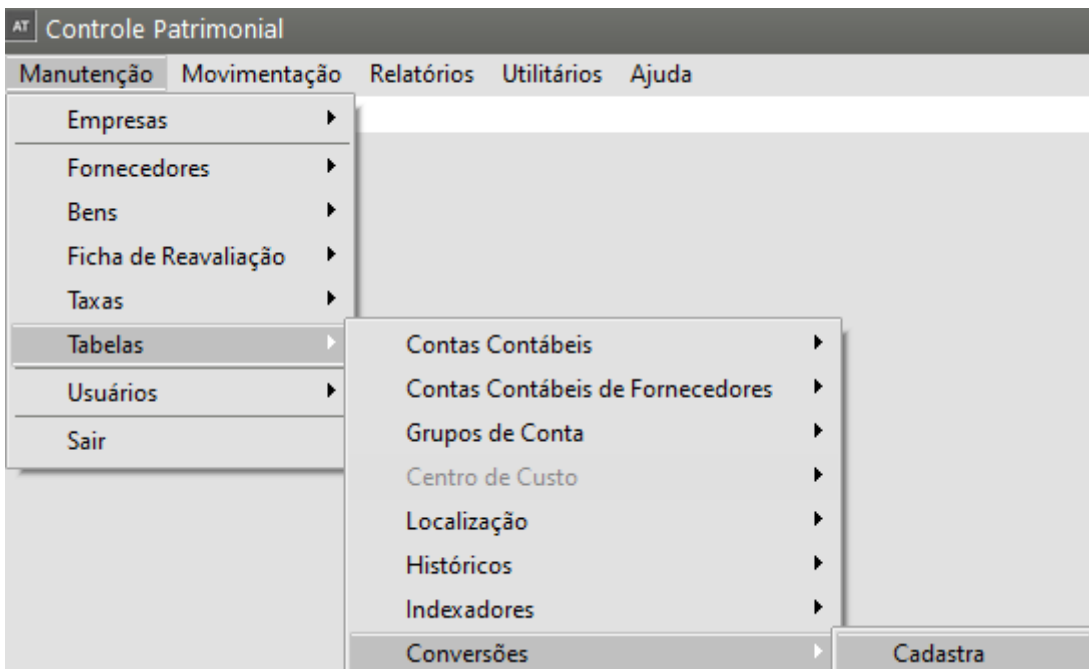 AT Controle Patrimonial
Manutenção Movimentação Relatórios Utilitários Ajuda
Empresas
Fornecedores
Bens
Ficha de Reavaliação
Taxas
Tabelas
Usuários
Sair
Contas Contábeis
Contas Contábeis de Fornecedores
Grupos de Conta
Centro de Custo
Localização
Históricos
Indexadores
Conversões
Cadastra